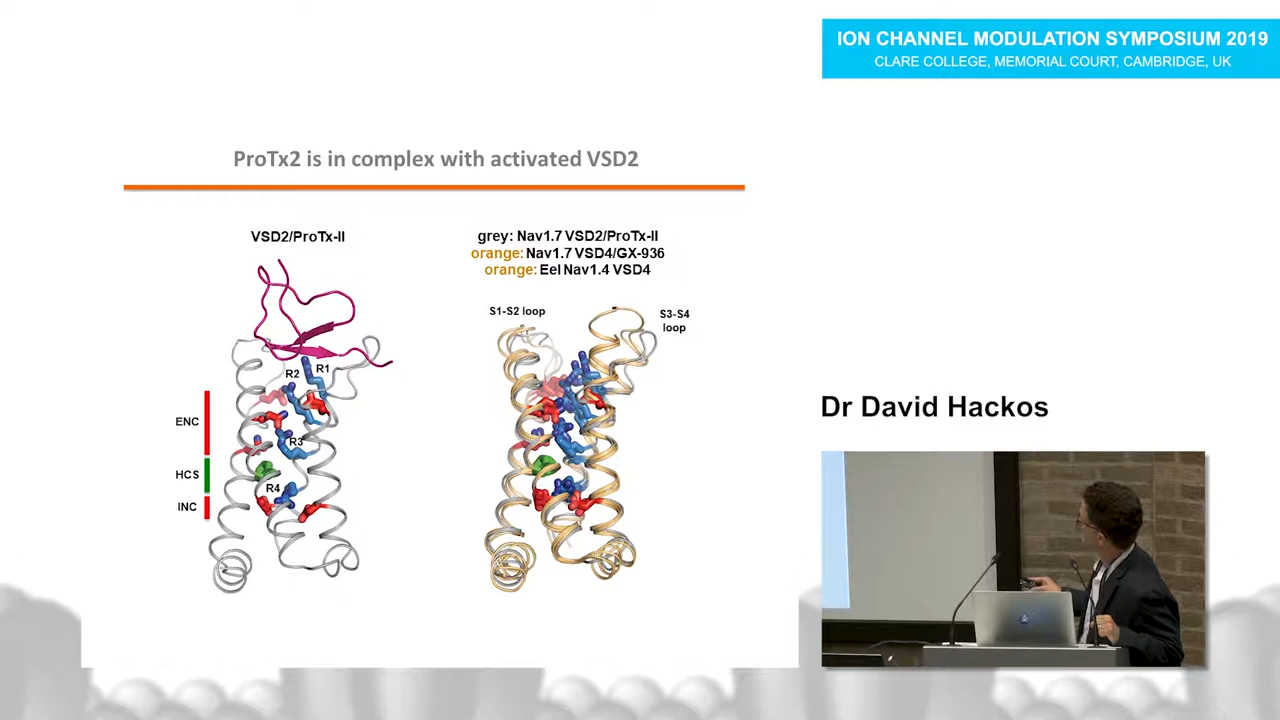 ION CHANNEL MODULATION SYMPOSIUM 2019
CLARE COLLEGE, MEMORIAL COURT, CAMBRIDGE, UK
ProTx2 is in complex with activated VSD2
VSD2/ProTx-II
grey: Nav1.7 VSD2/ProTx-II
orange: Nav1.7 VSD4/GX-936
orange: Eel Nav1.4 VSD4
S1-S2 loop
S3-S4
loop
R1
R2
R3
R4
ENC
HCS
INC
Dr David Hackos